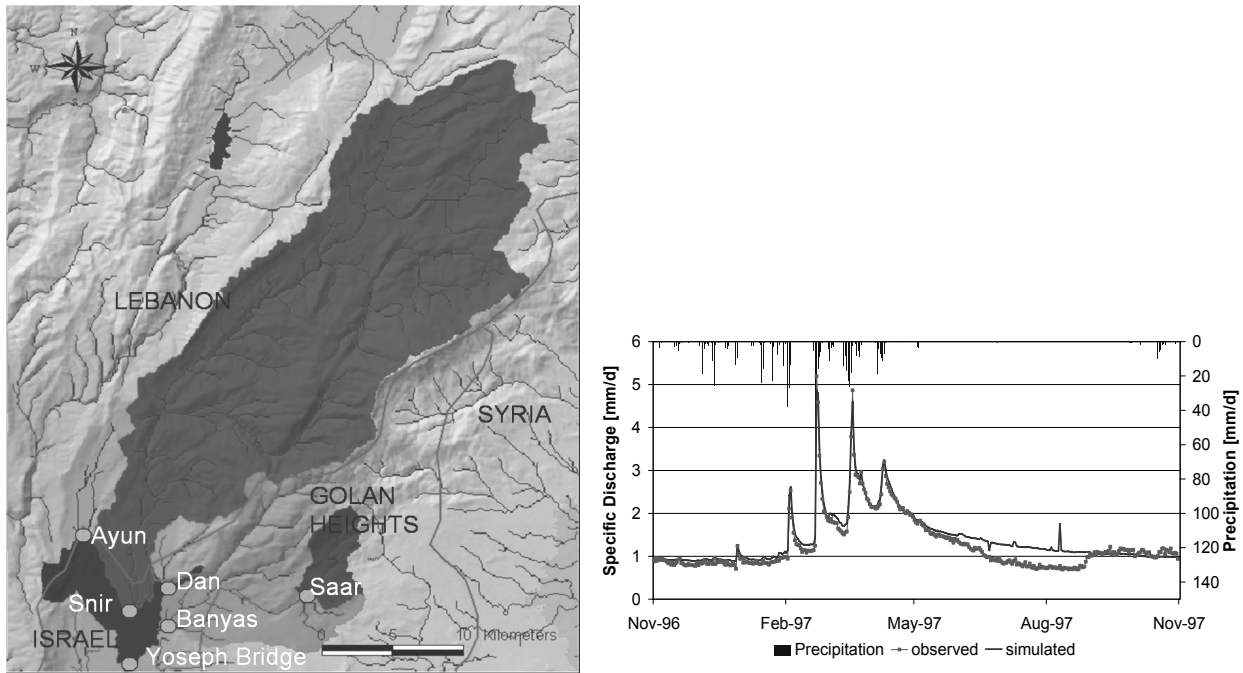 N
W
E
S
LEBANON
SYRIA
GOLAN
HEIGHTS
Ayun
Dan
Saar
Snir
Banyas
ISRAEL
0 5 10 Kilometers
Yoseph Bridge
Specific Discharge [mm/d]
6
5
4
3
2
1
0
0
20
40
60
80
100
120
140
Precipitation [mm/d]
Nov-96 Feb-97 May-97 Aug-97 Nov-97
Precipitation observed simulated